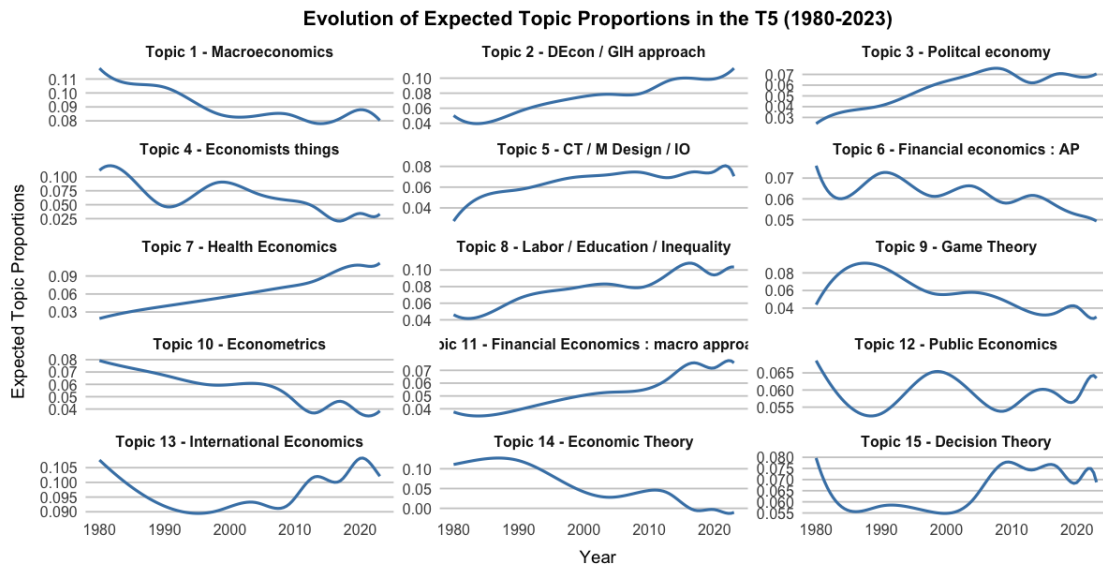 Evolution of Expected Topic Proportions in the T5 (1980-2023)
Expected Topic Proportions
Topic 1 - Macroeconomics
0.11
0.10
0.09
0.08
Topic 2 - DEcon / GIH approach
0.10
0.08
0.06
0.04
Topic 3 - Politcal economy
0.07
0.06
0.05
0.04
0.03
Topic 4 - Economists things
0.100
0.075
0.050
0.025
Topic 5 - CT / M Design / IO
0.08
0.06
0.04
Topic 6 - Financial economics : AP
0.07
0.06
0.05
Topic 7 - Health Economics
0.09
0.06
0.03
Topic 8 - Labor / Education / Inequality
0.10
0.08
0.06
0.04
Topic 9 - Game Theory
0.08
0.06
0.04
Topic 10 - Econometrics
0.08
0.07
0.06
0.05
0.04
pic 11 - Financial Economics : macro approa
0.07
0.06
0.05
0.04
Topic 12 - Public Economics
0.065
0.060
0.055
Topic 13 - International Economics
0.105
0.100
0.095
0.090
1980 1990 2000 2010 2020
Topic 14 - Economic Theory
0.10
0.05
0.00
1980 1990 2000 2010 2020
Topic 15 - Decision Theory
0.080
0.075
0.070
0.065
0.060
0.055
1980 1990 2000 2010 2020
Year